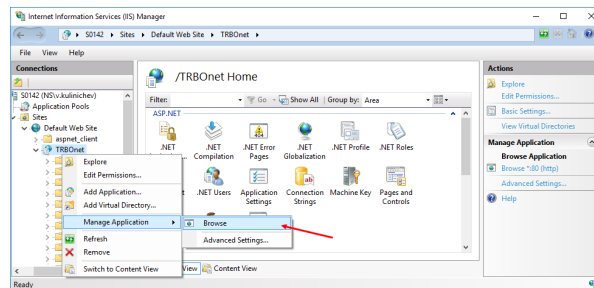 Internet Information Services (IIS) Manager
S0142 ▸ Sites ▸ Default Web Site ▸ TRBOnet ▸
File View Help
Connections
S0142 (NS\v.kulinichev)
Application Pools
Sites
Default Web Site
aspnet_client
TRBOnet
Explore
Edit Permissions...
Add Application...
Add Virtual Directory...
Manage Application
Refresh
Remove
Switch to Content View
Browse
Advanced Settings...
/TRBOnet Home
Filter: Go Show All Group by: Area
ASP.NET
.NET
.NET Compilation
.NET Error Pages
.NET Globalization
.NET Profile
.NET Roles
.NET Users
Application Settings
Connection Strings
Machine Key
Pages and Controls
View Content View
Actions
Explore
Edit Permissions...
Basic Settings...
View Virtual Directories
Manage Application
Browse Application
Browse *:80 (http)
Advanced Settings...
Help
Ready